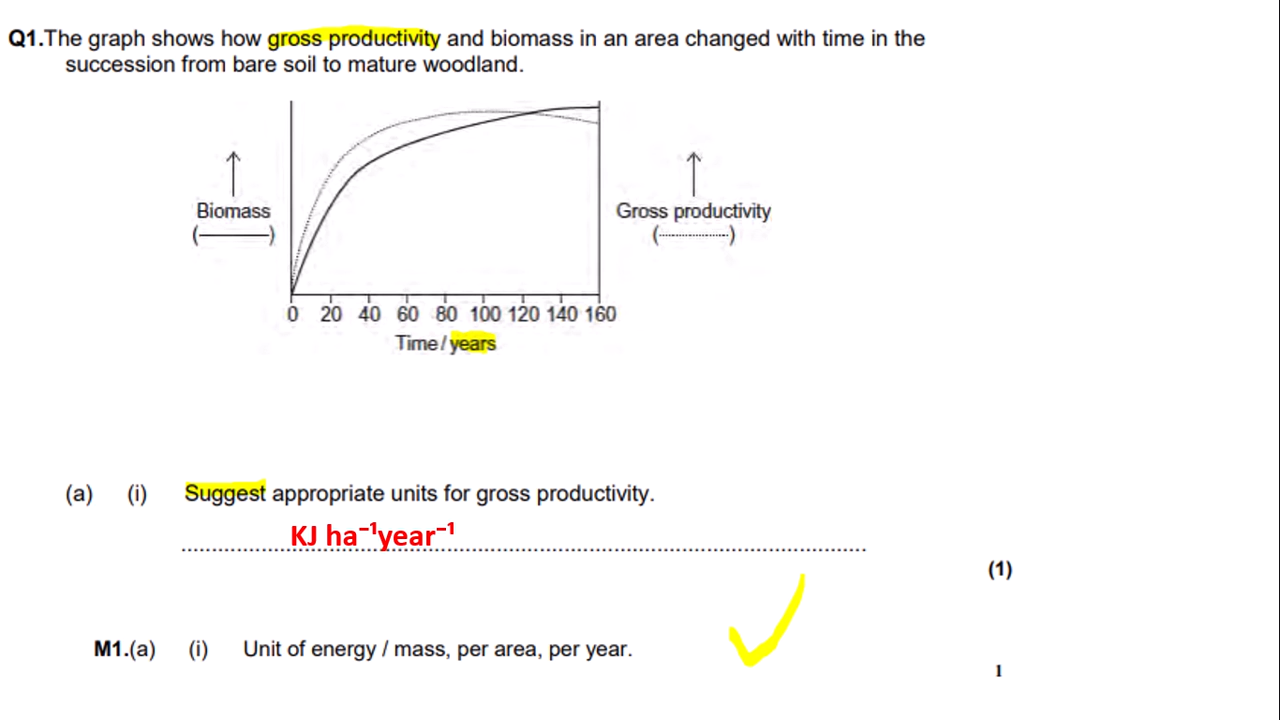 Q1.The graph shows how gross productivity and biomass in an area changed with time in the
succession from bare soil to mature woodland.
Biomass
Gross productivity
0 20 40 60 80 100 120 140 160
Time / years
(a) (i) Suggest appropriate units for gross productivity.
KJ ha⁻¹year⁻¹
(1)
M1.(a) (i) Unit of energy / mass, per area, per year.
1